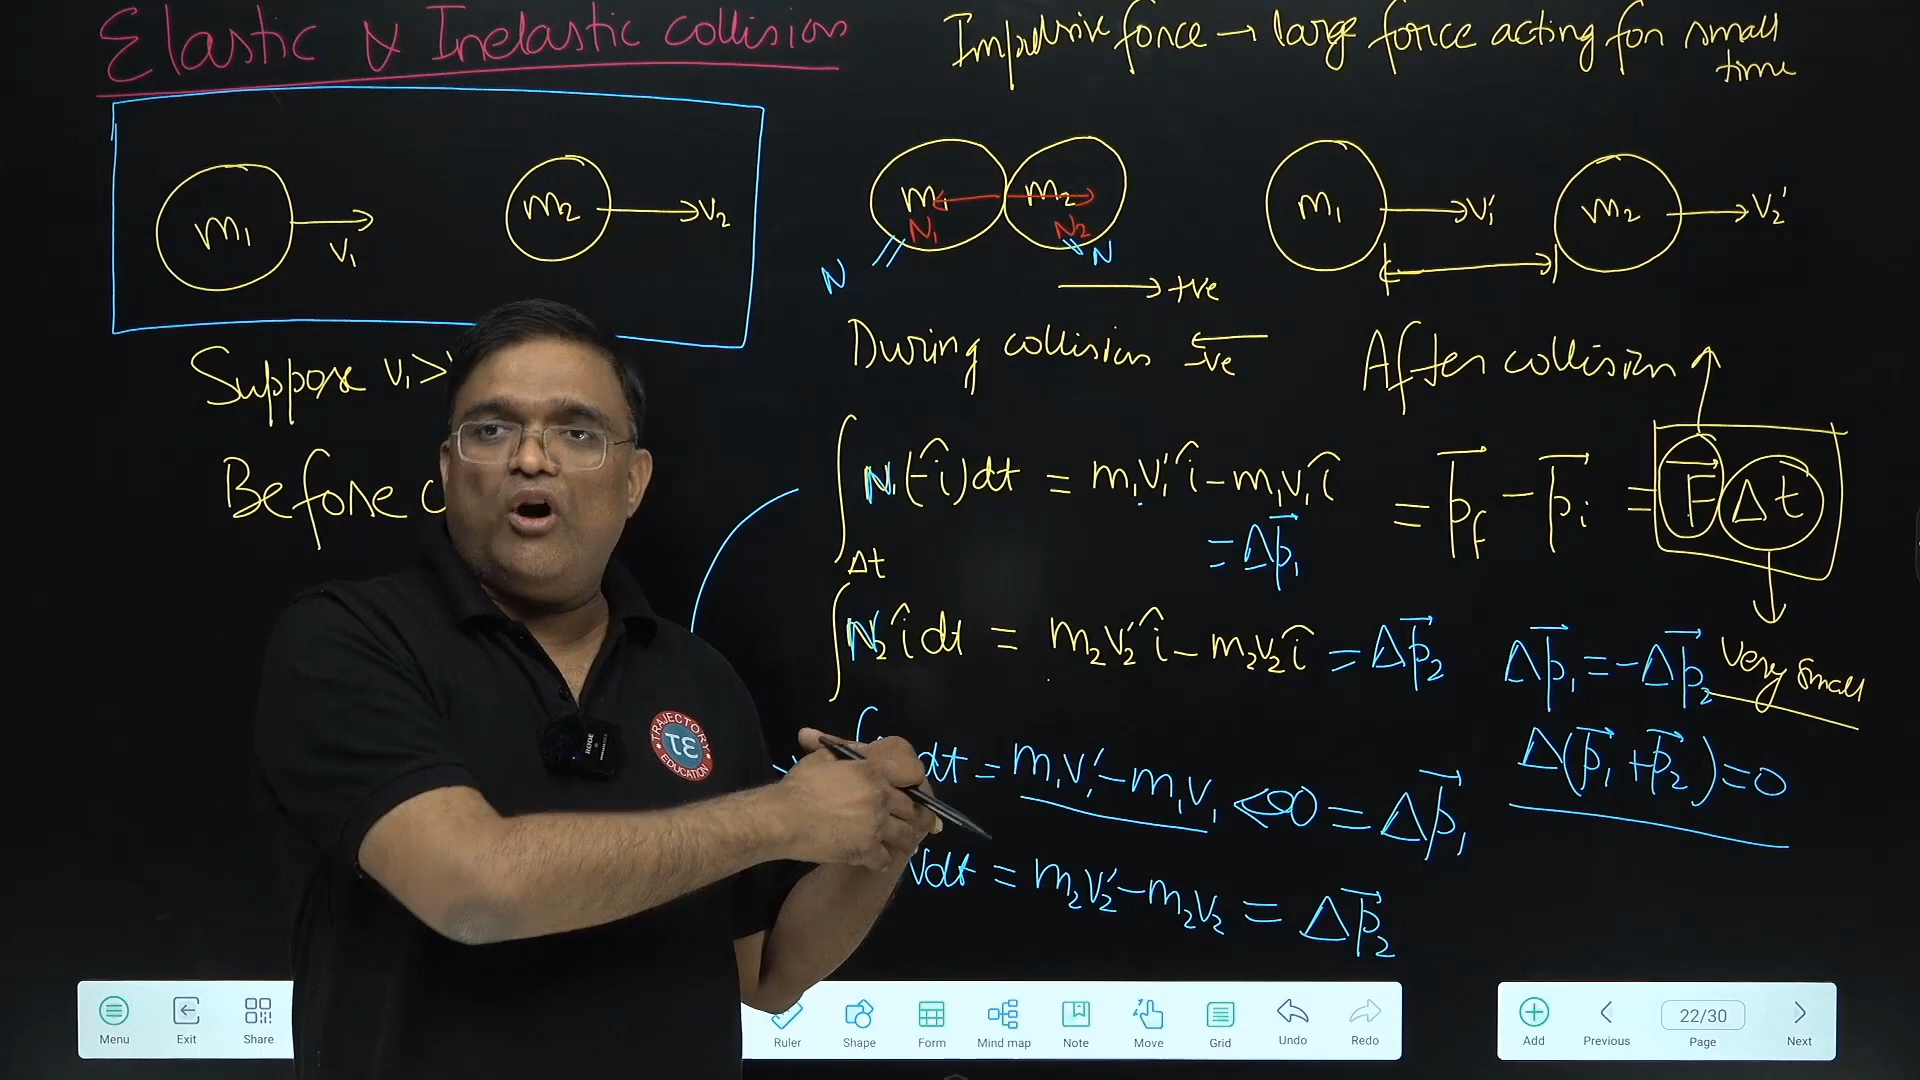 Elastic & Inelastic collision
Impulsive force → large force acting for small
time
m₁
v₁
m₂
v₂
m₁
N₁
m₂
N₂
N
N
→ +ve
m₁
v₁'
m₂
v₂'
Suppose v₁>
During collision
-ve
After collision
Before c
∫ N₁(-î)dt = m₁v₁'î - m₁v₁î = p⃗f - p⃗i = F⃗ Δt
Δt
= Δp⃗₁
∫ N₂ î dt = m₂v₂'î - m₂v₂î = Δp⃗₂
Δp⃗₁ = -Δp⃗₂
Very small
Δ(p⃗₁ + p⃗₂) = 0
dt = m₁v₁' - m₁v₁ <0 = Δp⃗₁
Ndt = m₂v₂' - m₂v₂ = Δp⃗₂
RODE
TRAJECTORY
TE
EDUCATION
Menu
Exit
Share
Ruler
Shape
Form
Mind map
Note
Move
Grid
Undo
Redo
Add
Previous
22/30
Page
Next